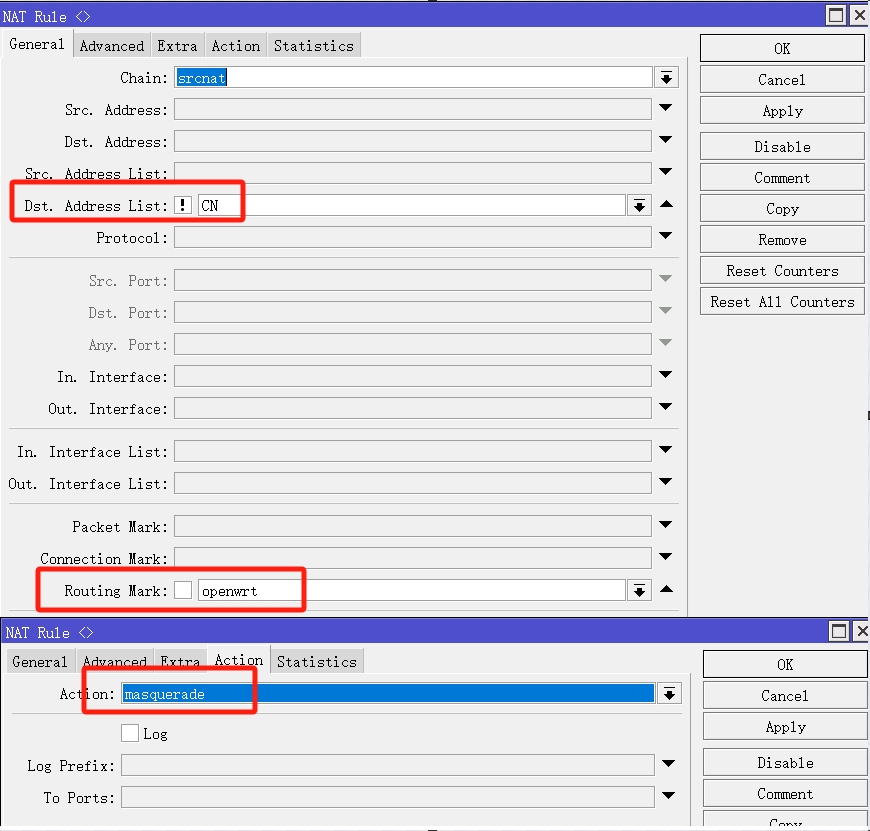 NAT Rule <>
General Advanced Extra Action Statistics
Chain: srcnat
Src. Address:
Dst. Address:
Src. Address List:
Dst. Address List: ! CN
Protocol:
Src. Port:
Dst. Port:
Any. Port:
In. Interface:
Out. Interface:
In. Interface List:
Out. Interface List:
Packet Mark:
Connection Mark:
Routing Mark: openwrt
OK
Cancel
Apply
Disable
Comment
Copy
Remove
Reset Counters
Reset All Counters
NAT Rule <>
General Advanced Extra Action Statistics
Action: masquerade
Log
Log Prefix:
To Ports:
OK
Cancel
Apply
Disable
Comment
Copy